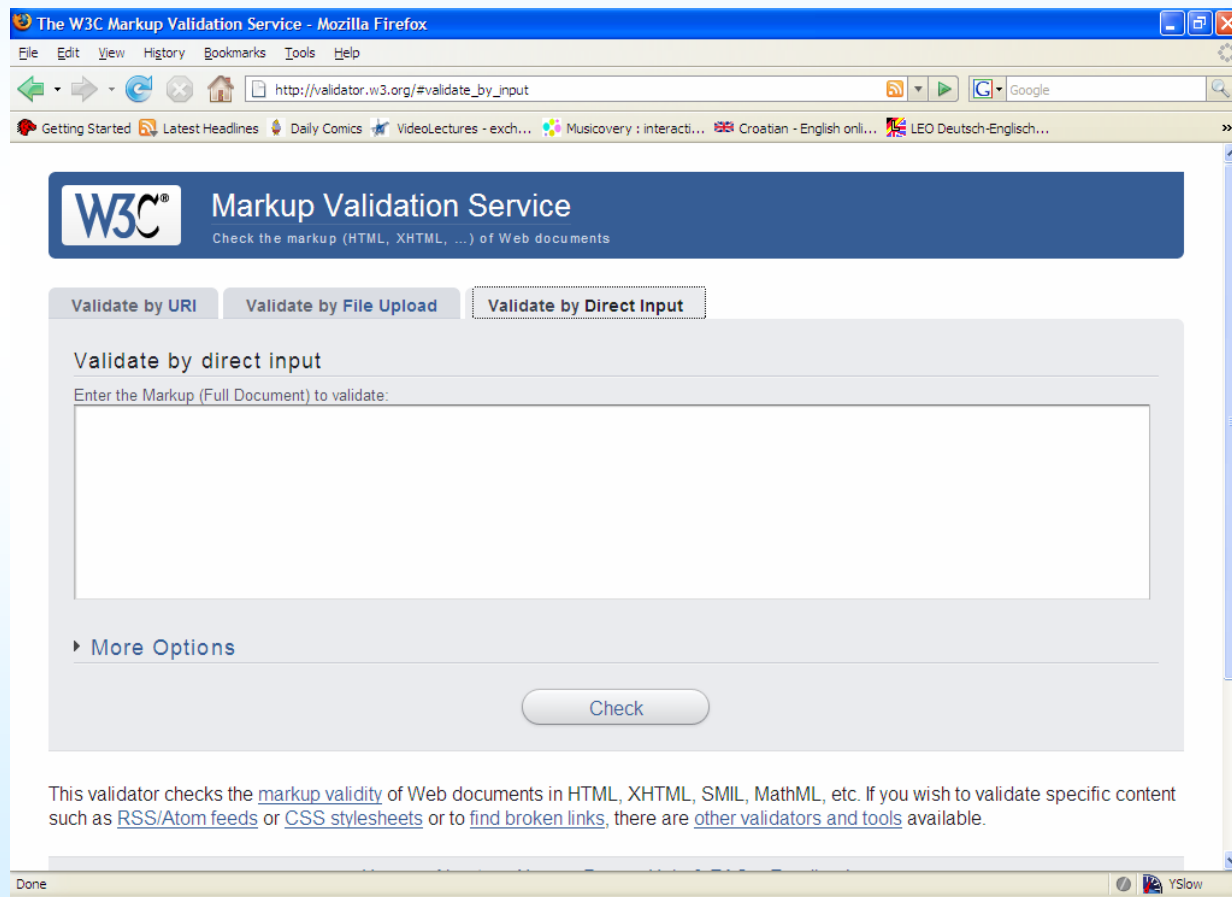 The W3C Markup Validation Service - Mozilla Firefox
File Edit View History Bookmarks Tools Help
http://validator.w3.org/#validate_by_input G Google
Getting Started Latest Headlines Daily Comics VideoLectures - exch... Musicovery : interacti... Croatian - English onli... LEO Deutsch-Englisch... »
W3C® Markup Validation Service
Check the markup (HTML, XHTML, ...) of Web documents
Validate by URI Validate by File Upload Validate by Direct Input
Validate by direct input
Enter the Markup (Full Document) to validate:
More Options
Check
This validator checks the markup validity of Web documents in HTML, XHTML, SMIL, MathML, etc. If you wish to validate specific content
such as RSS/Atom feeds or CSS stylesheets or to find broken links, there are other validators and tools available.
Done YSlow